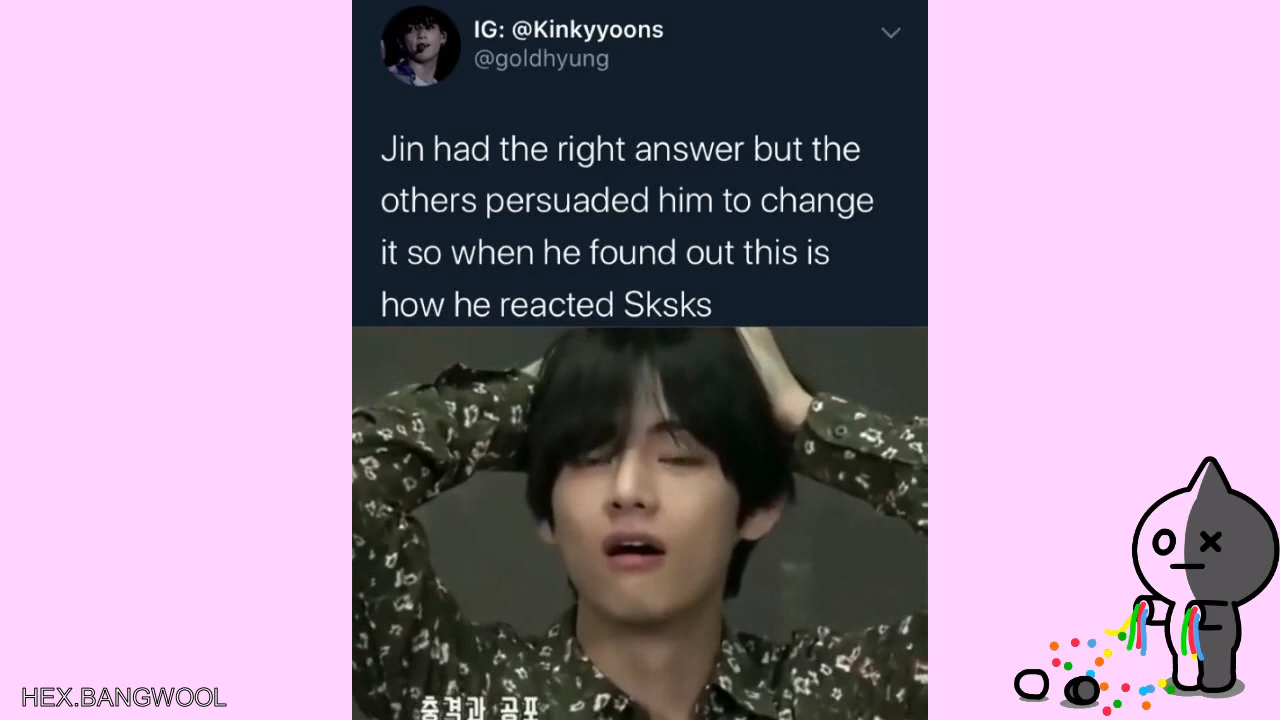 IG: @Kinkyyoons
@goldhyung
Jin had the right answer but the
others persuaded him to change
it so when he found out this is
how he reacted Sksks
충격과 공포
HEX.BANGWOOL